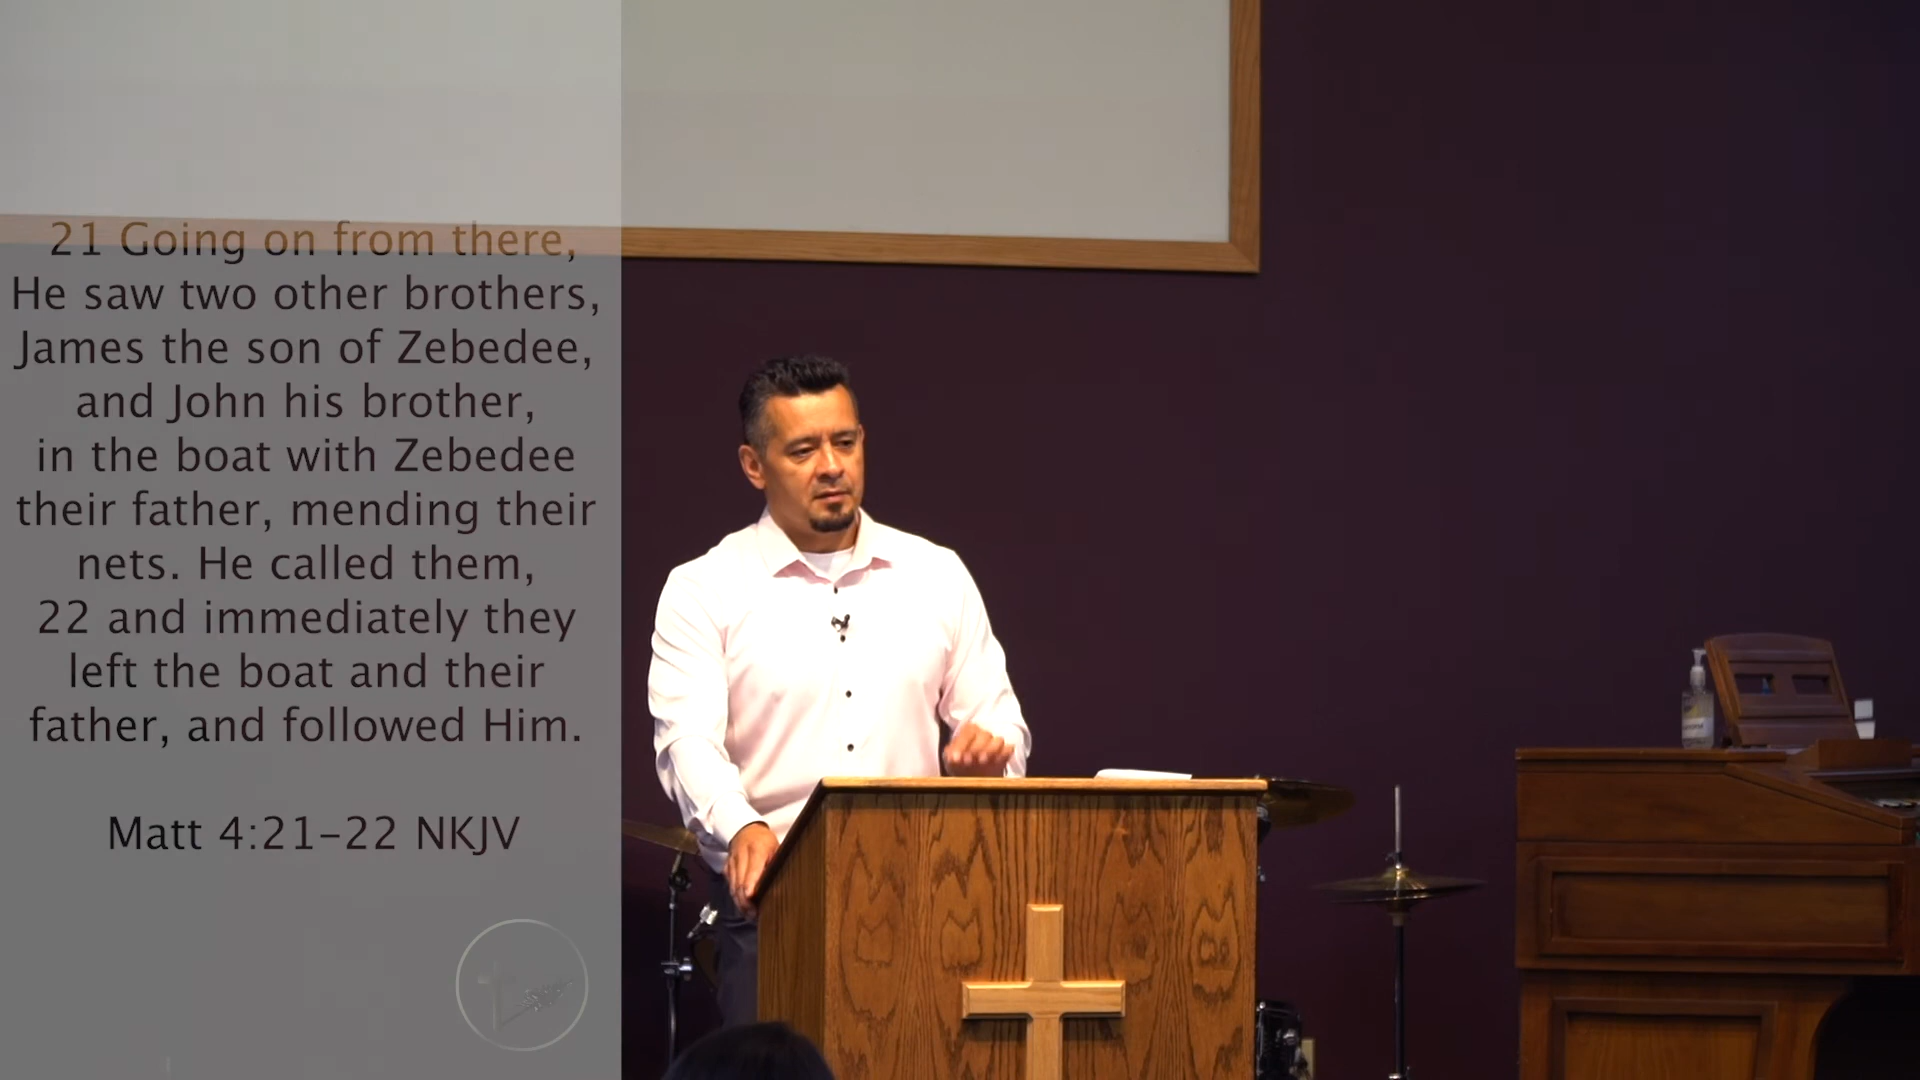 21 Going on from there,
He saw two other brothers,
James the son of Zebedee,
and John his brother,
in the boat with Zebedee
their father, mending their
nets. He called them,
22 and immediately they
left the boat and their
father, and followed Him.
Matt 4:21-22 NKJV